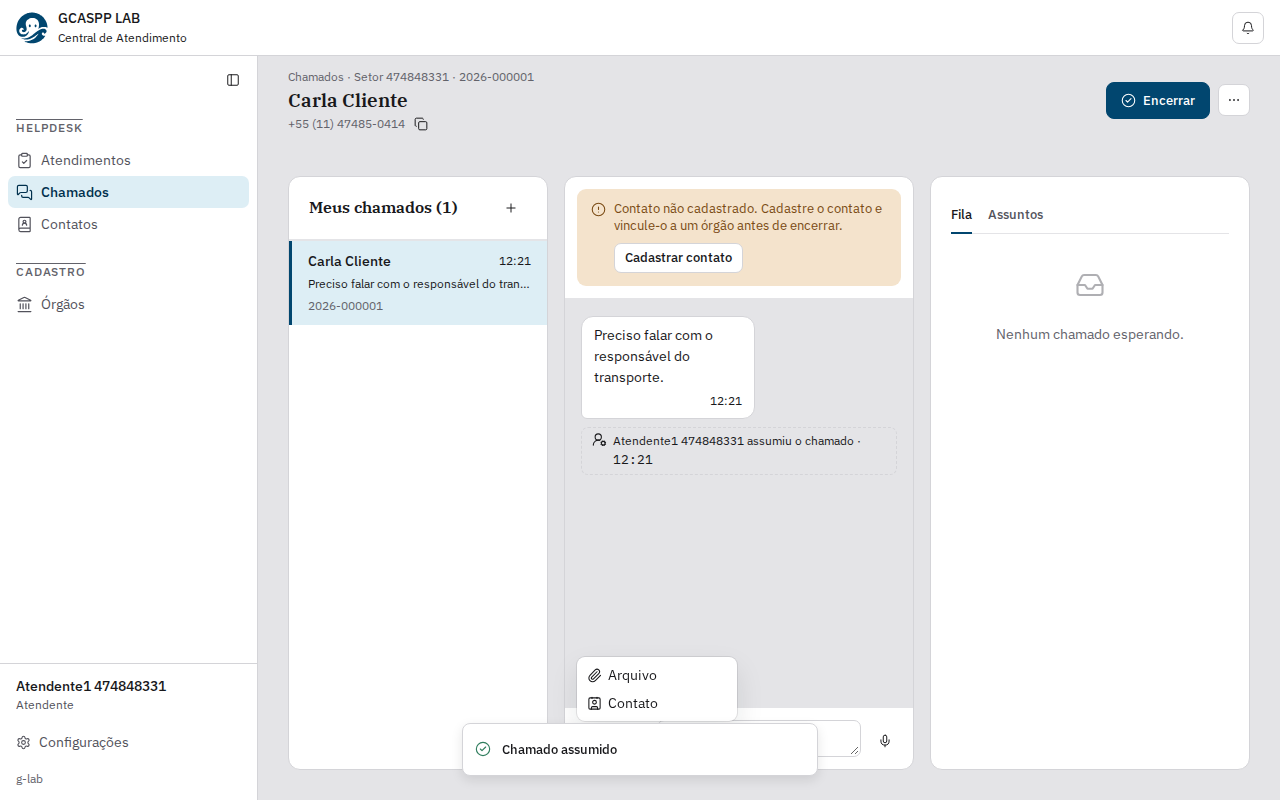 GCASPP LAB
Central de Atendimento
HELPDESK
Atendimentos
Chamados
Contatos
CADASTRO
Órgãos
Atendente1 474848331
Atendente
Configurações
g-lab
Chamados · Setor 474848331 · 2026-000001
Carla Cliente
+55 (11) 47485-0414
Encerrar
Meus chamados (1)
Carla Cliente 12:21
Preciso falar com o responsável do tran...
2026-000001
Contato não cadastrado. Cadastre o contato e
vincule-o a um órgão antes de encerrar.
Cadastrar contato
Preciso falar com o
responsável do
transporte.
12:21
Atendente1 474848331 assumiu o chamado ·
12:21
Arquivo
Contato
Chamado assumido
Fila Assuntos
Nenhum chamado esperando.